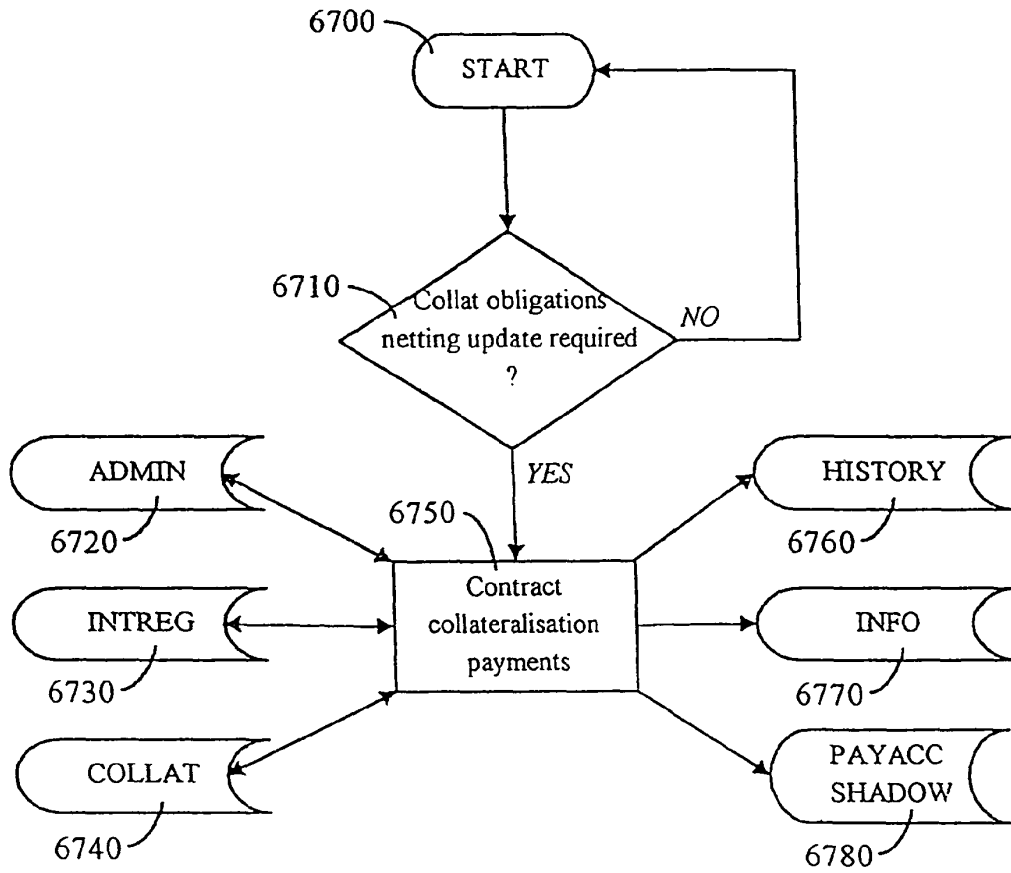 6700
START
6710
Collat obligations
netting update required
?
NO
YES
ADMIN
6720
INTREG
6730
COLLAT
6740
6750
Contract
collateralisation
payments
HISTORY
6760
INFO
6770
PAYACC
SHADOW
6780